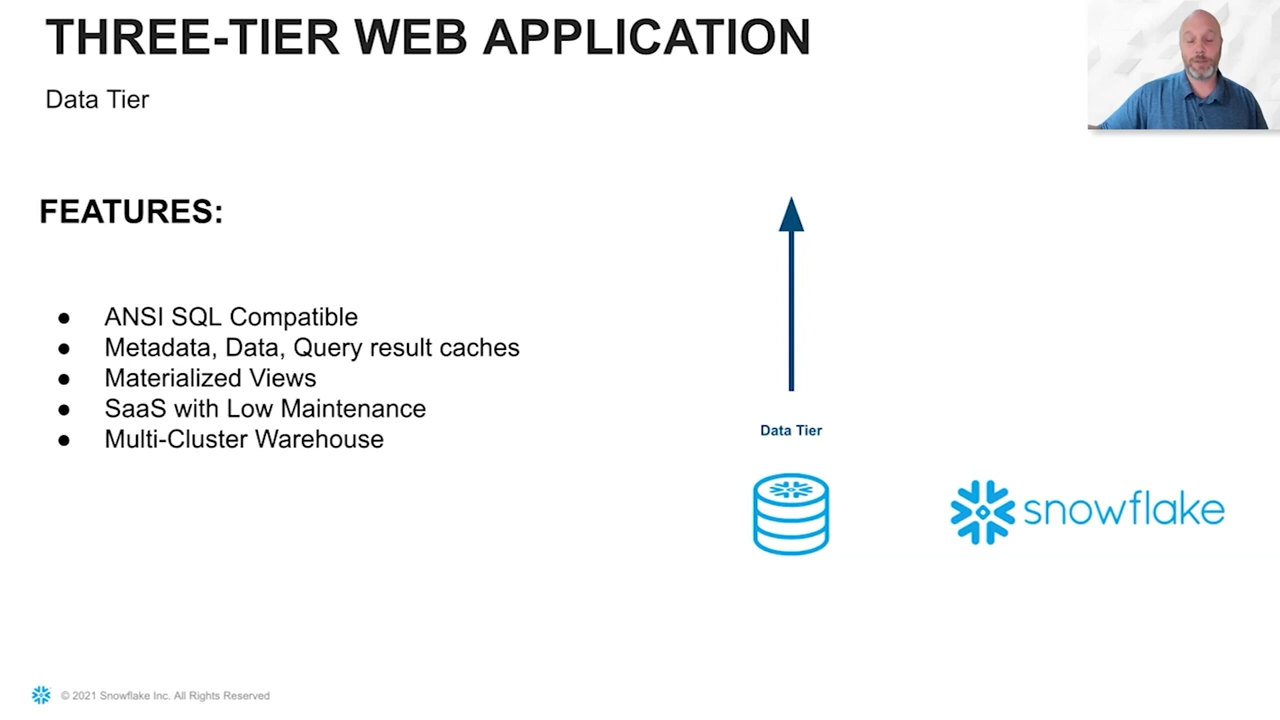 THREE-TIER WEB APPLICATION
Data Tier
FEATURES:
● ANSI SQL Compatible
● Metadata, Data, Query result caches
● Materialized Views
● SaaS with Low Maintenance
● Multi-Cluster Warehouse
Data Tier
snowflake
© 2021 Snowflake Inc. All Rights Reserved